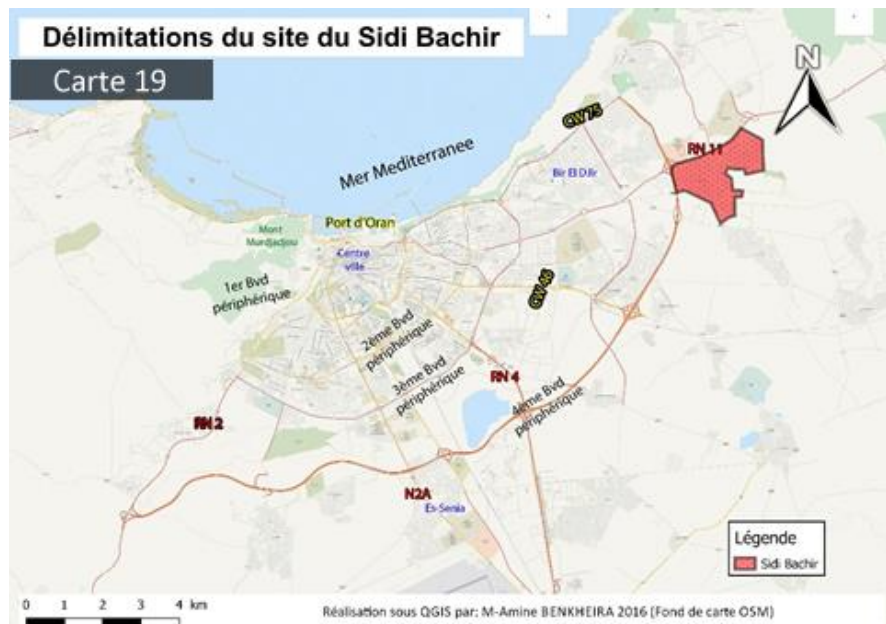 Délimitations du site du Sidi Bachir
Carte 19
N
CW 75
RN 11
Mer Mediterranee
Bir El DJir
Port d'Oran
Mont
Murdjadjou
Centre
ville
1er Bvd
périphérique
CW 46
2ème Bvd
périphérique
3ème Bvd
périphérique
RN 4
4ème Bvd
périphérique
RN 2
N2A
Es-Senia
Légende
Sidi Bachir
0 1 2 3 4 km
Réalisation sous QGIS par: M-Amine BENKHEIRA 2016 (Fond de carte OSM)